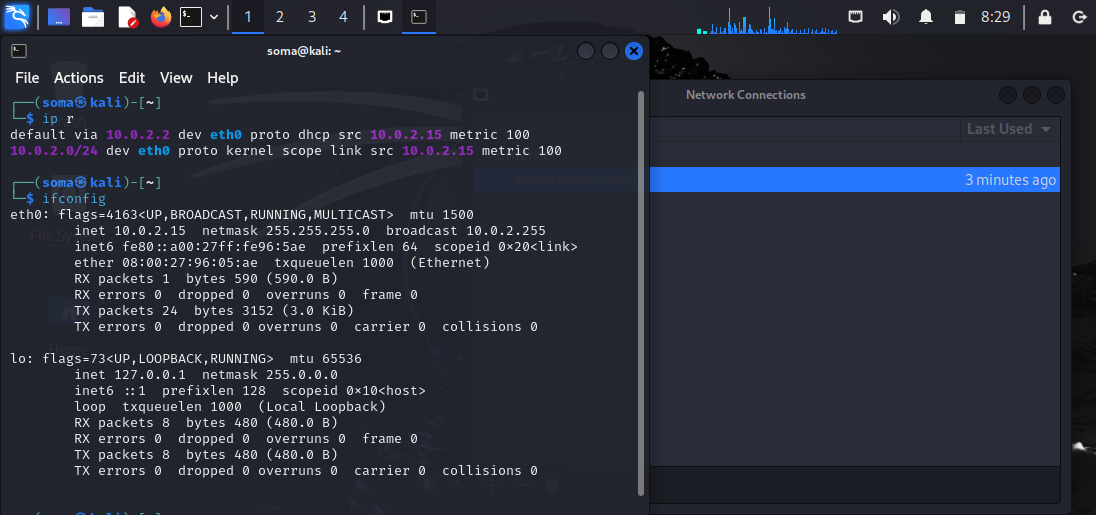 1 2 3 4 8:29
soma@kali: ~
File Actions Edit View Help
┌──(soma㉿kali)-[~]
└─$ ip r
default via 10.0.2.2 dev eth0 proto dhcp src 10.0.2.15 metric 100
10.0.2.0/24 dev eth0 proto kernel scope link src 10.0.2.15 metric 100
┌──(soma㉿kali)-[~]
└─$ ifconfig
eth0: flags=4163<UP,BROADCAST,RUNNING,MULTICAST>  mtu 1500
        inet 10.0.2.15  netmask 255.255.255.0  broadcast 10.0.2.255
        inet6 fe80::a00:27ff:fe96:5ae  prefixlen 64  scopeid 0×20<link>
        ether 08:00:27:96:05:ae  txqueuelen 1000  (Ethernet)
        RX packets 1  bytes 590 (590.0 B)
        RX errors 0  dropped 0  overruns 0  frame 0
        TX packets 24  bytes 3152 (3.0 KiB)
        TX errors 0  dropped 0 overruns 0  carrier 0  collisions 0
lo: flags=73<UP,LOOPBACK,RUNNING>  mtu 65536
        inet 127.0.0.1  netmask 255.0.0.0
        inet6 ::1  prefixlen 128  scopeid 0×10<host>
        loop  txqueuelen 1000  (Local Loopback)
        RX packets 8  bytes 480 (480.0 B)
        RX errors 0  dropped 0  overruns 0  frame 0
        TX packets 8  bytes 480 (480.0 B)
        TX errors 0  dropped 0 overruns 0  carrier 0  collisions 0
Network Connections
Last Used
Wired connection
3 minutes ago
File Sy
Home